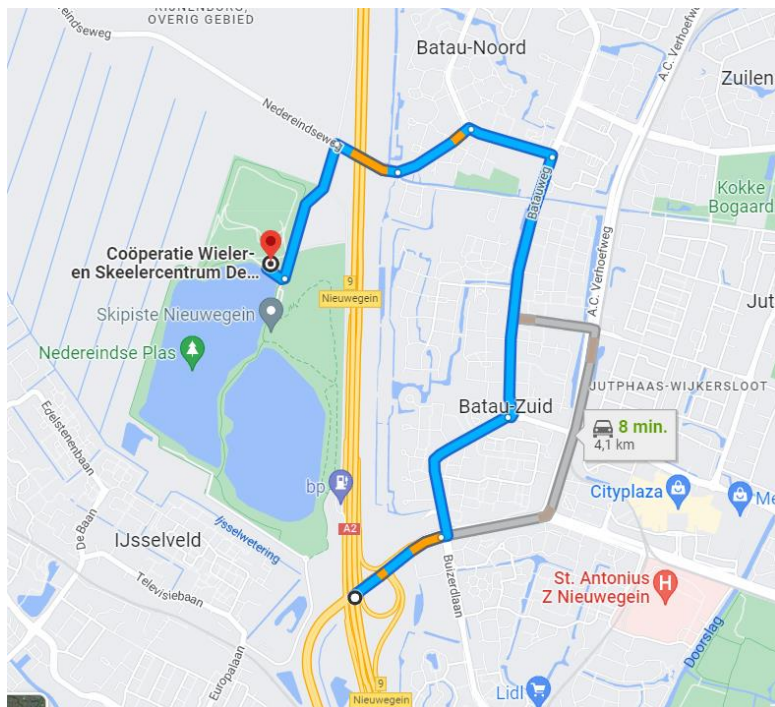 RIJNENBURG,
OVERIG GEBIED
Batau-Noord
A.C. Verhoefweg
Zuilen
Nedereindseweg
Nedereindseweg
Batauweg
Kokke
Bogaard
Coöperatie Wieler-
en Skeelercentrum De...
A.C. Verhoefweg
9
Nieuwegein
Skipiste Nieuwegein
Jut
Nedereindse Plas
JUTPHAAS-WIJKERSLOOT
Batau-Zuid
8 min.
4,1 km
Edelstenenbaan
bp
Cityplaza
Me
A2
De Baan
IJsselwetering
IJsselveld
Buizerdlaan
St. Antonius
Z Nieuwegein
H
Televisiebaan
Doorslag
Europalaan
9
Nieuwegein
Lidl